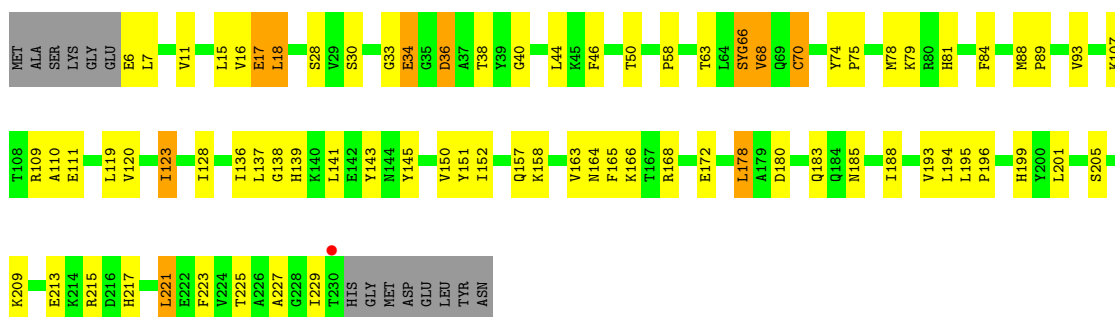 MET ALA SER LYS GLY GLU E6 L7 V11 L15 V16 E17 L18 S28 V29 S30 G33 E34 G35 D36 A37 T38 Y39 G40 L44 K45 F46 T50 P58 T63 L64 SYG66 V68 Q69 C70 Y74 P75 M78 K79 R80 H81 F84 M88 P89 V93 K107
T108 R109 A110 E111 L119 V120 I123 I128 I136 L137 G138 H139 K140 L141 E142 Y143 N144 Y145 V150 Y151 I152 Q157 K158 V163 N164 F165 K166 T167 R168 E172 L178 A179 D180 Q183 Q184 N185 I188 V193 L194 L195 P196 H199 Y200 L201 S205
K209 E213 K214 R215 D216 H217 L221 E222 F223 V224 T225 A226 A227 G228 I229 T230 HIS GLY MET ASP GLU LEU TYR ASN